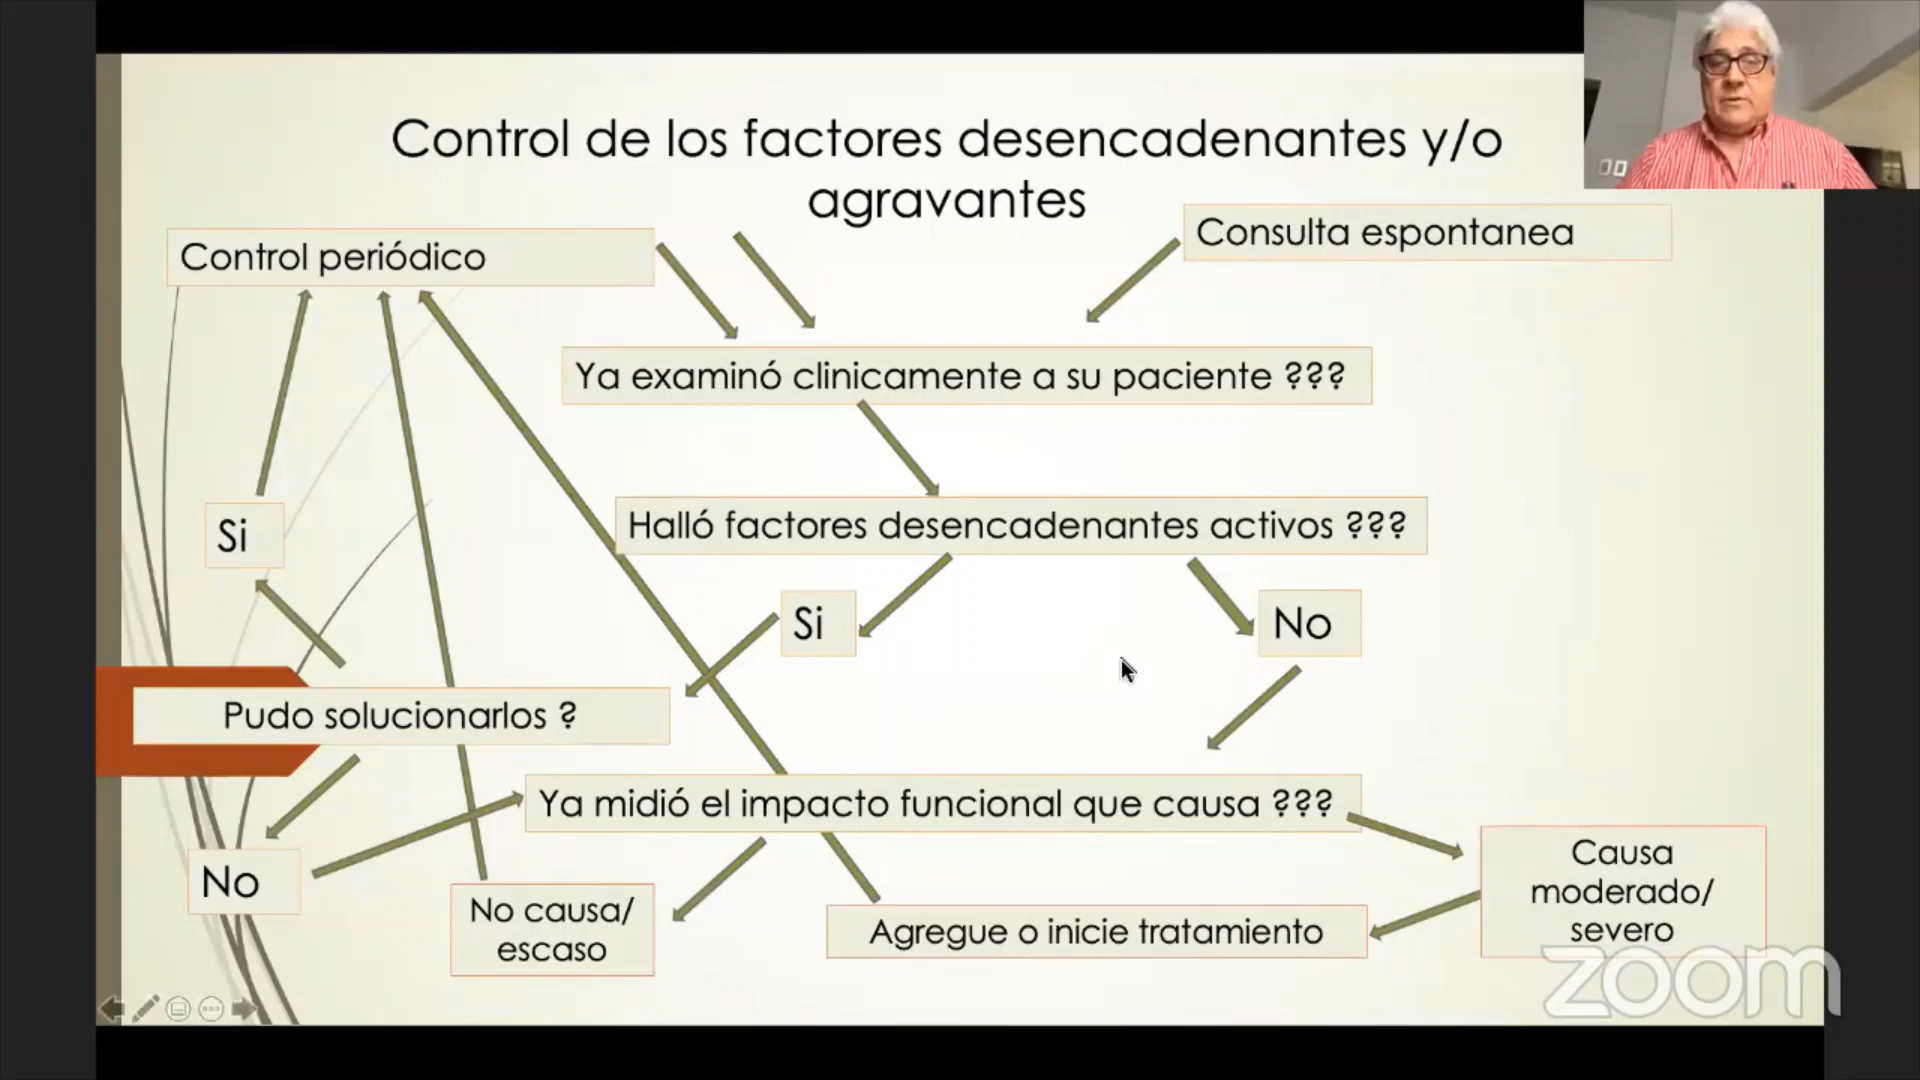 Control de los factores desencadenantes y/o
agravantes
Control periódico
Consulta espontanea
Ya examinó clinicamente a su paciente ???
Halló factores desencadenantes activos ???
Si
Si
No
Pudo solucionarlos ?
Ya midió el impacto funcional que causa ???
No
No causa/
escaso
Agregue o inicie tratamiento
Causa
moderado/
severo
zoom